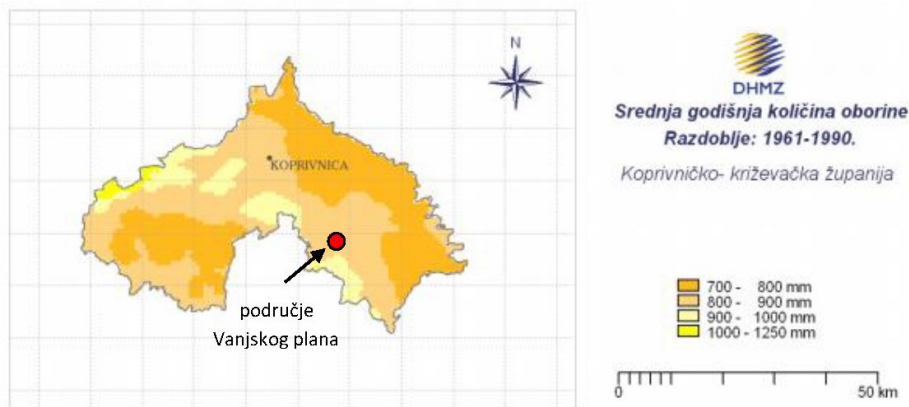 N
KOPRIVNICA
područje
Vanjskog plana
DHMZ
Srednja godišnja količina oborine
Razdoblje: 1961-1990.
Koprivničko- križevačka županija
700 - 800 mm
800 - 900 mm
900 - 1000 mm
1000 - 1250 mm
0 50 km